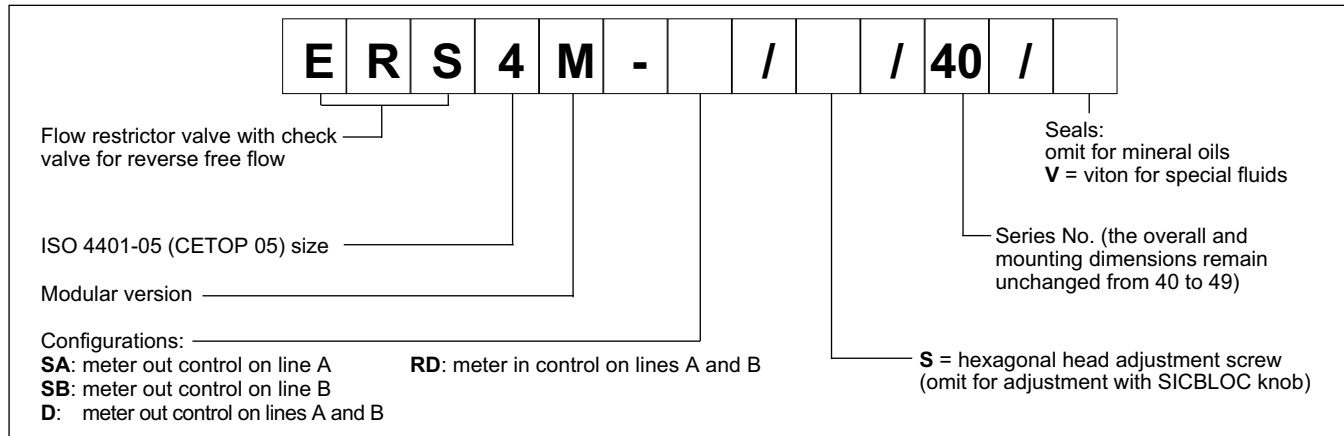 E R S 4 M - / / 40 /
Flow restrictor valve with check
valve for reverse free flow
Seals:
omit for mineral oils
V = viton for special fluids
ISO 4401-05 (CETOP 05) size
Series No. (the overall and
mounting dimensions remain
unchanged from 40 to 49)
Modular version
Configurations:
SA: meter out control on line A
SB: meter out control on line B
D: meter out control on lines A and B
RD: meter in control on lines A and B
S = hexagonal head adjustment screw
(omit for adjustment with SICBLOC knob)